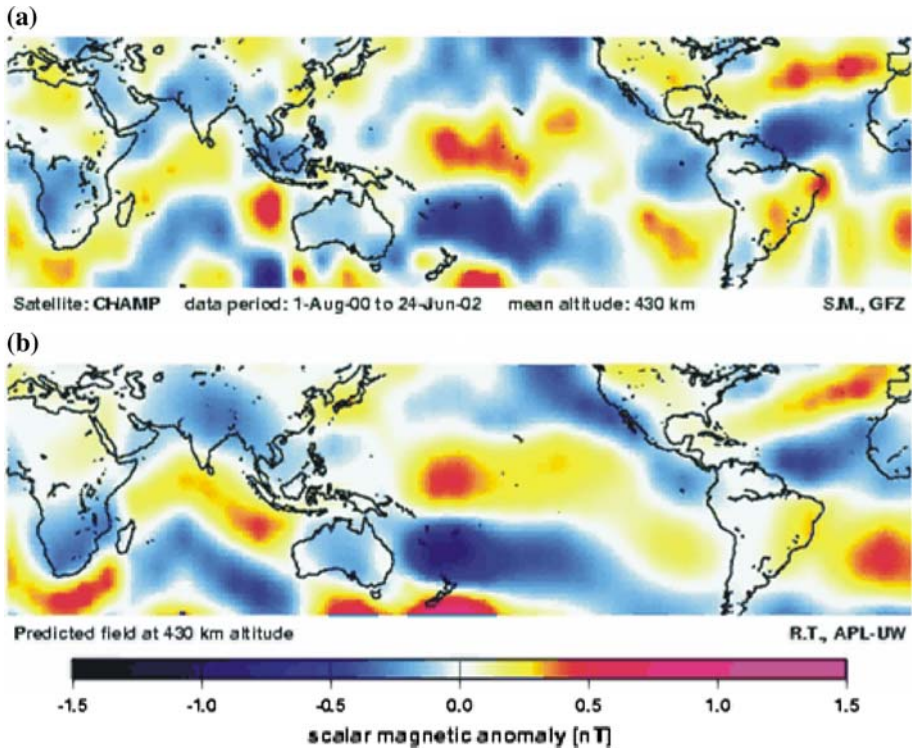 (a)
Satellite: CHAMP data period: 1-Aug-00 to 24-Jun-02 mean altitude: 430 km S.M., GFZ
(b)
Predicted field at 430 km altitude R.T., APL-UW
-1.5 -1.0 -0.5 0.0 0.5 1.0 1.5
scalar magnetic anomaly [nT]